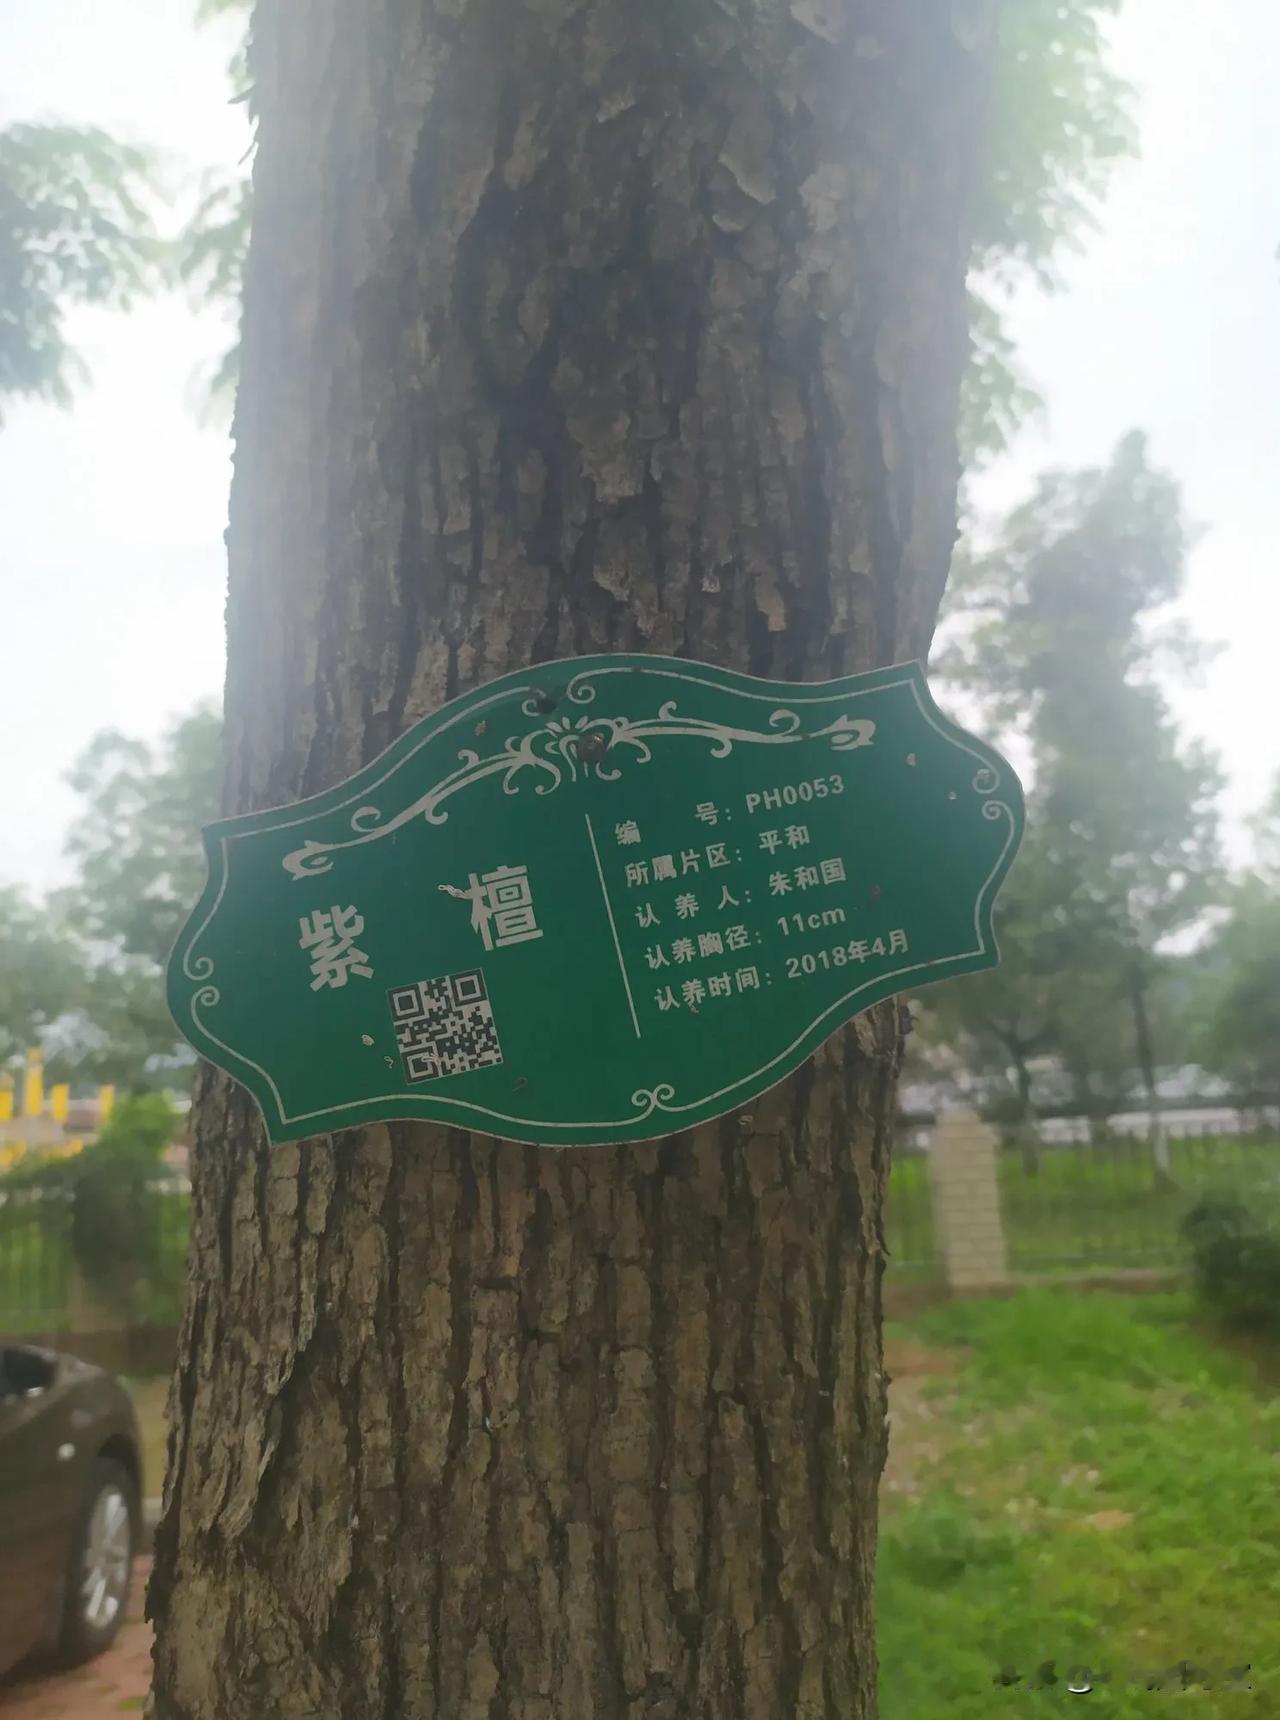 紫 檀
编 号：PH0053
所属片区：平和
认 养 人：朱和国
认养胸径：11cm
认养时间：2018年4月